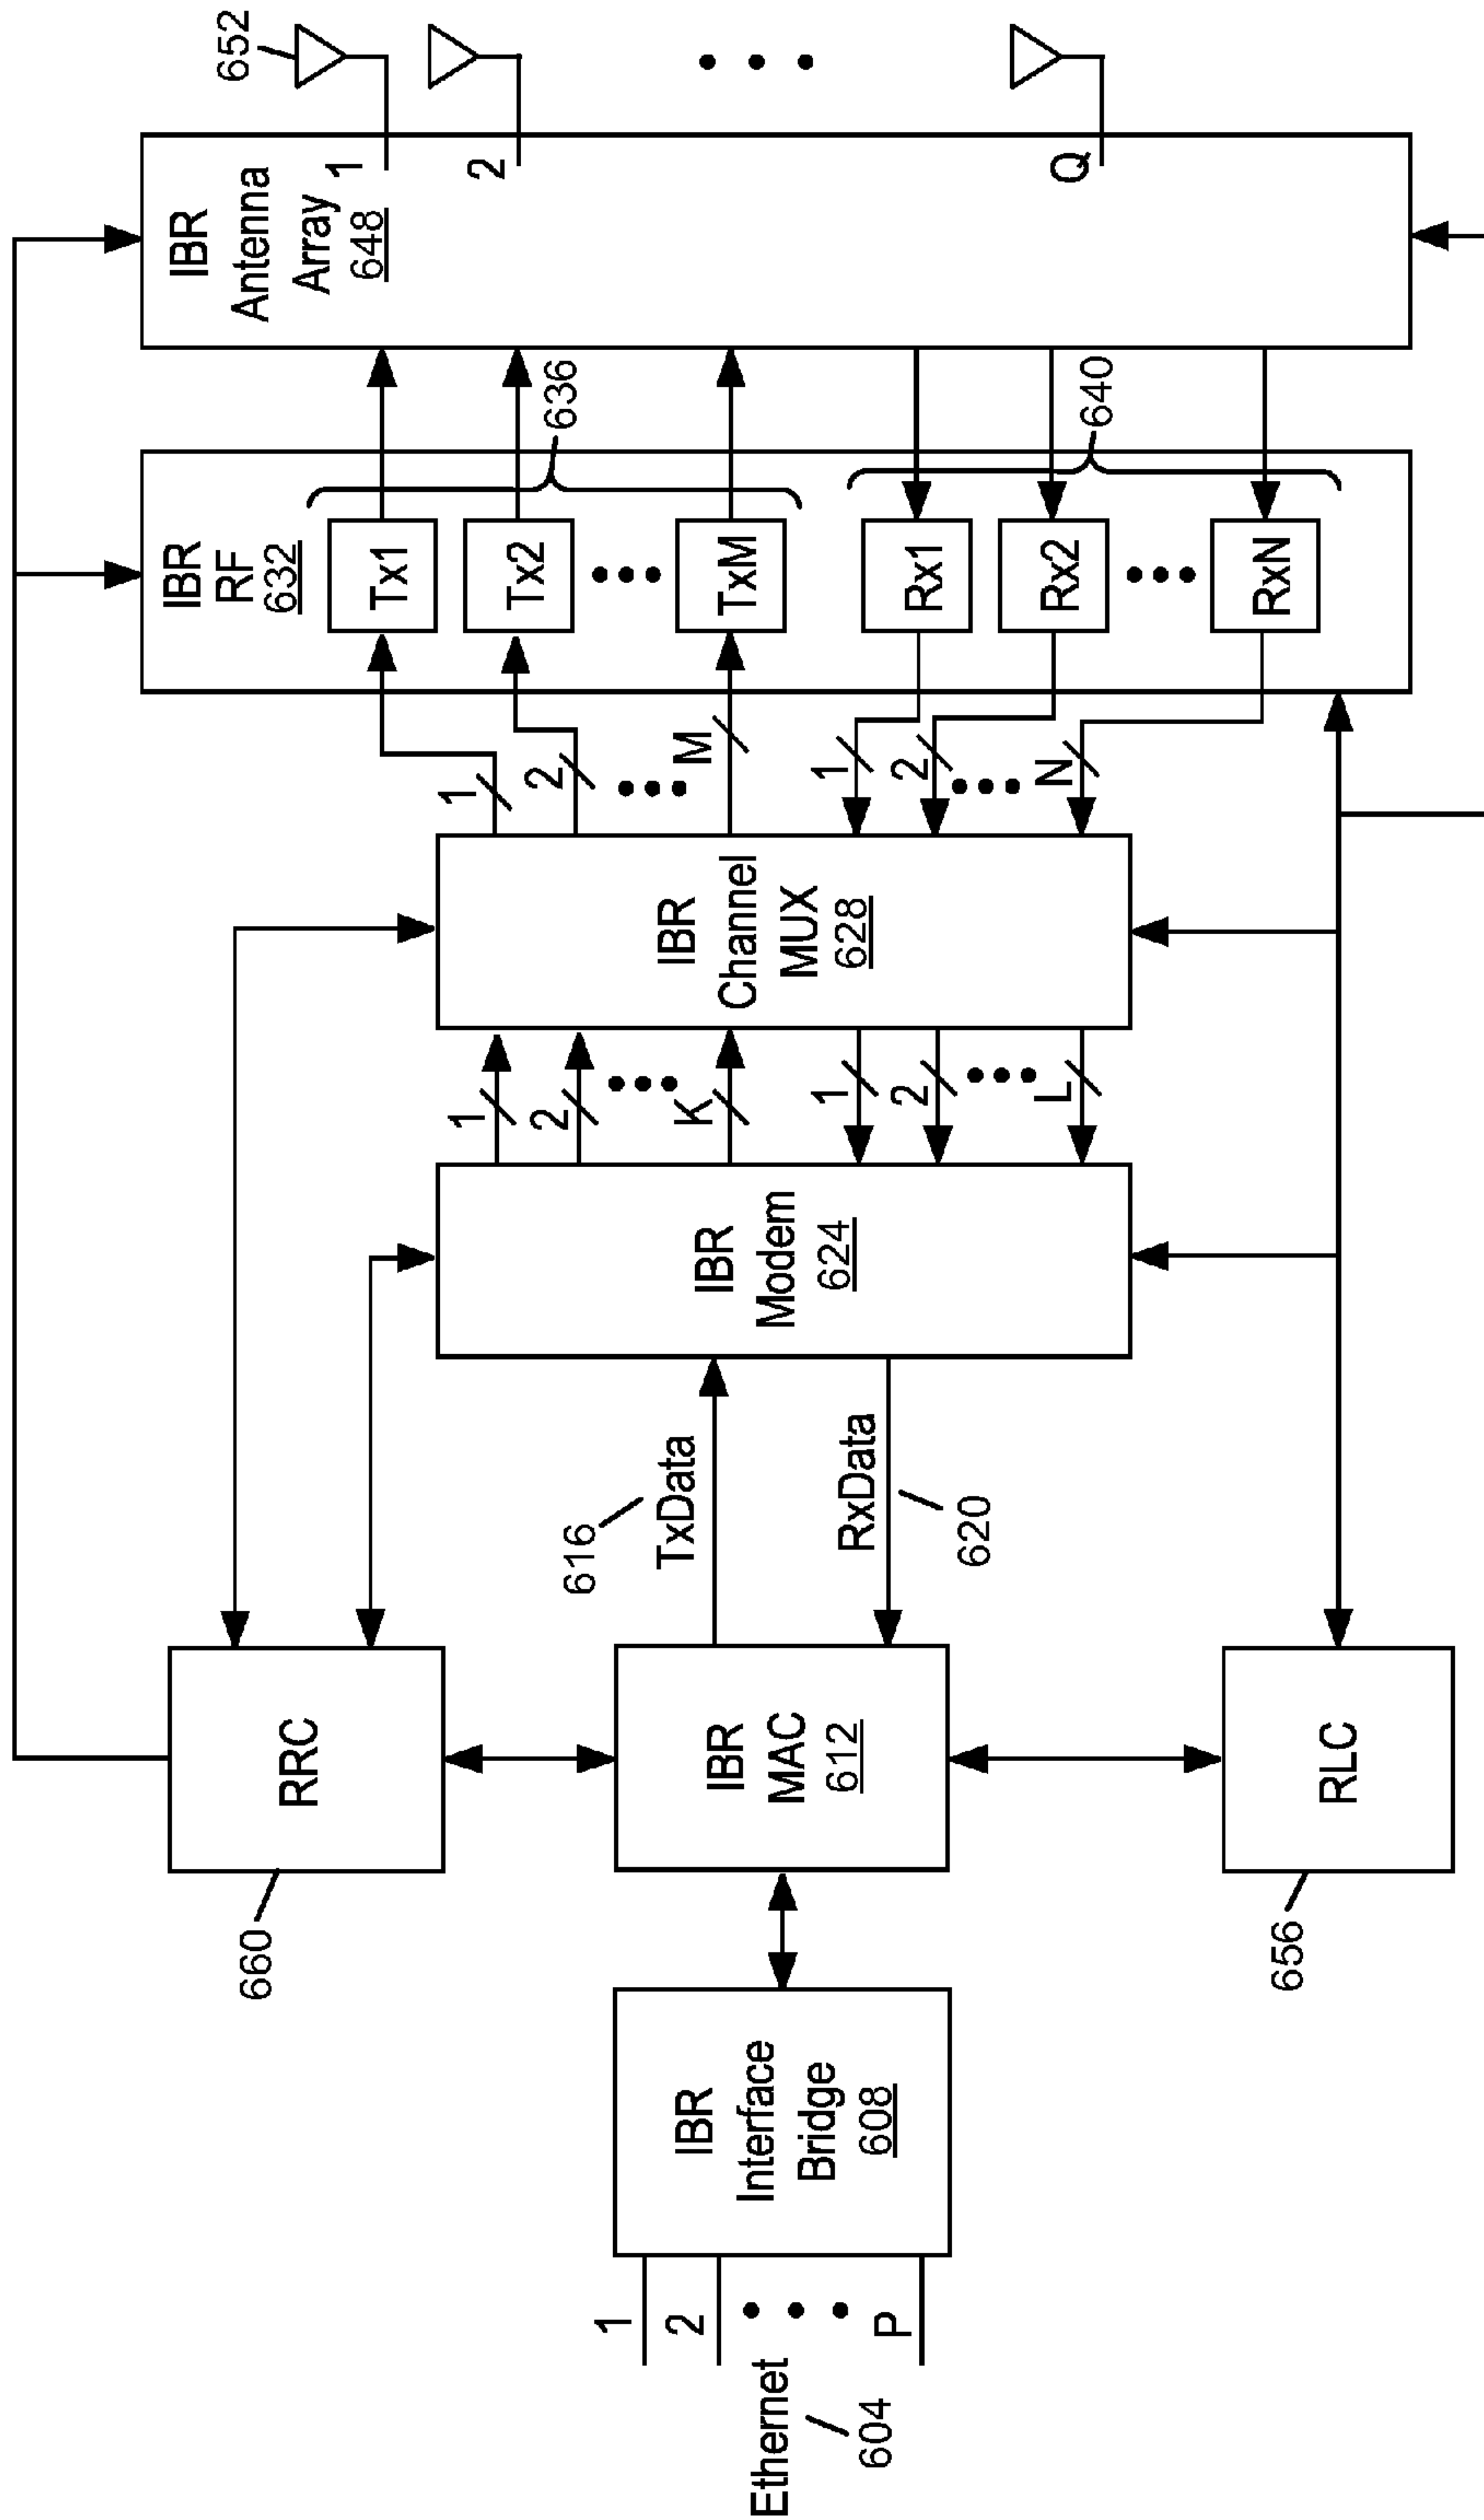 Ethernet
604
1
2
P
IBR
Interface
Bridge
608
660
RRC
IBR
MAC
612
656
RLC
616
TxData
RxData
620
IBR
Modem
624
1
2
K
1
2
L
IBR
Channel
MUX
628
1
2
M
1
2
N
IBR
RF
632
Tx1
Tx2
TxM
Rx1
Rx2
RxN
636
640
IBR
Antenna
Array
648
1
2
Q
652